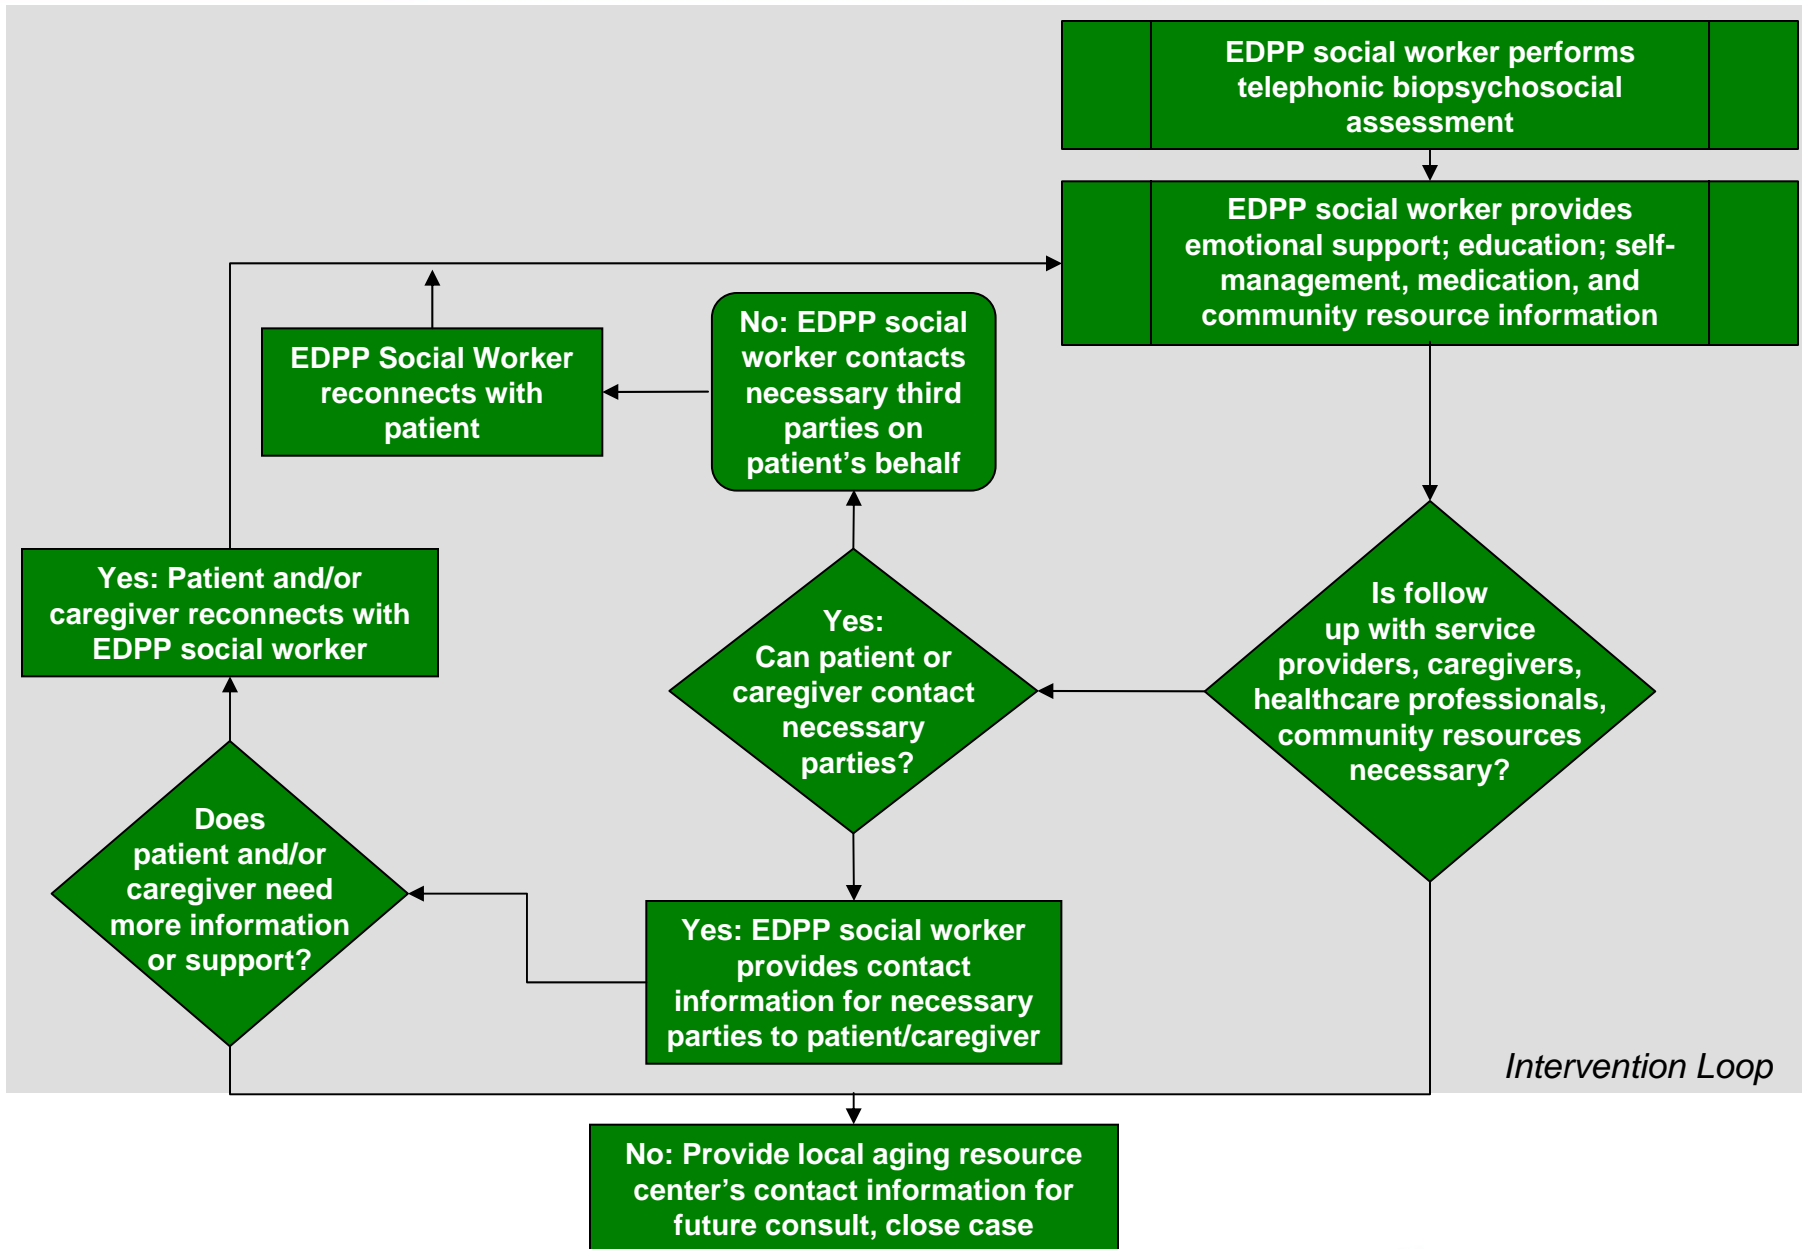 EDPP social worker performs
telephonic biopsychosocial
assessment
EDPP social worker provides
emotional support; education; self-
management, medication, and
community resource information
No: EDPP social
worker contacts
necessary third
parties on
patient’s behalf
EDPP Social Worker
reconnects with
patient
Yes: Patient and/or
caregiver reconnects with
EDPP social worker
Yes:
Can patient or
caregiver contact
necessary
parties?
Is follow
up with service
providers, caregivers,
healthcare professionals,
community resources
necessary?
Does
patient and/or
caregiver need
more information
or support?
Yes: EDPP social worker
provides contact
information for necessary
parties to patient/caregiver
Intervention Loop
No: Provide local aging resource
center’s contact information for
future consult, close case